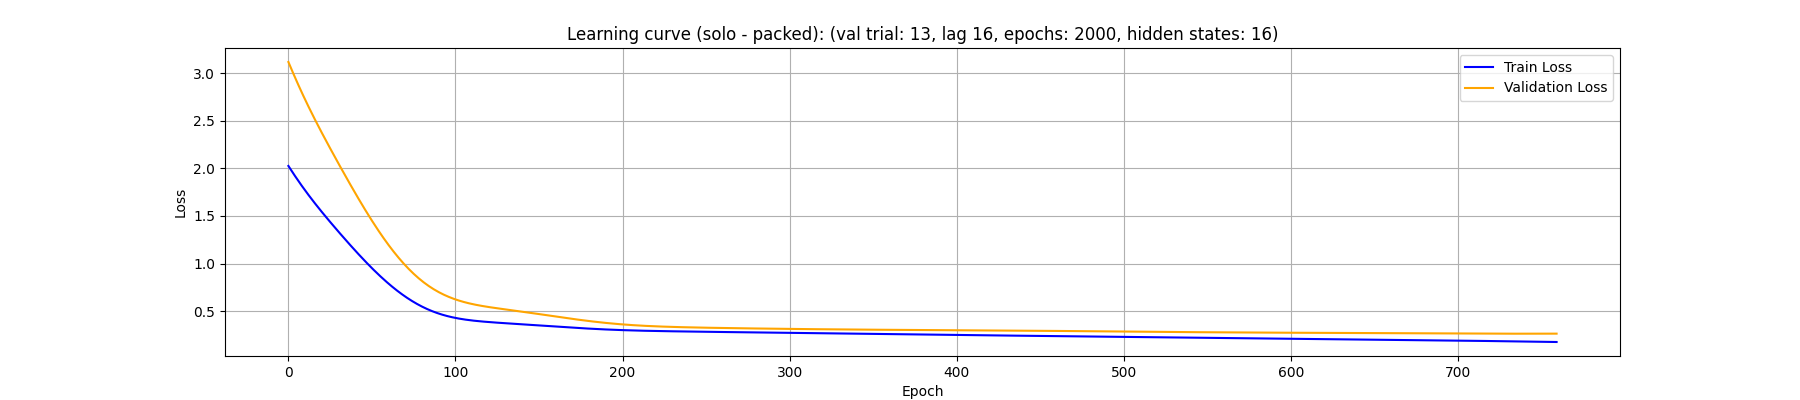 Learning curve (solo - packed): (val trial: 13, lag 16, epochs: 2000, hidden states: 16)
Train Loss
Validation Loss
3.0
2.5
2.0
1.5
1.0
0.5
Loss
0 100 200 300 400 500 600 700
Epoch